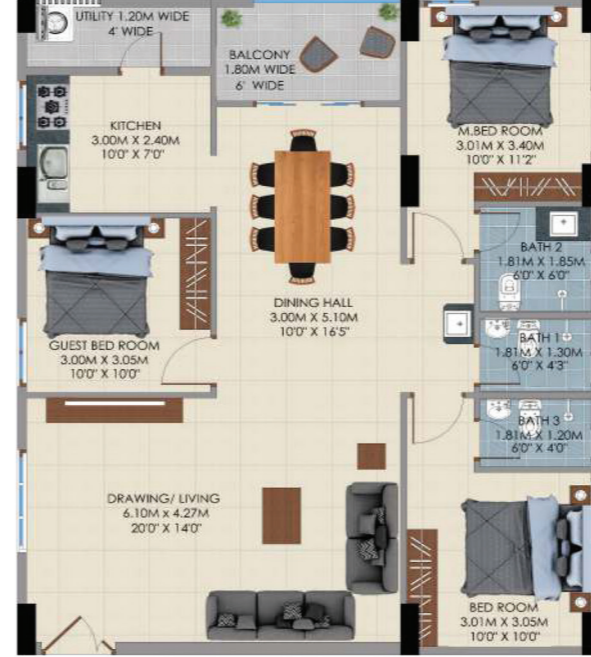 UTILITY 1.20M WIDE
4' WIDE
BALCONY
1.80M WIDE
6' WIDE
KITCHEN
3.00M X 2.40M
10'0" X 7'0"
M.BED ROOM
3.01M X 3.40M
10'0" X 11'2"
BATH 2
1.81M X 1.85M
6'0" X 6'0"
DINING HALL
3.00M X 5.10M
10'0" X 16'5"
GUEST BED ROOM
3.00M X 3.05M
10'0" X 10'0"
BATH 1
1.81M X 1.30M
6'0" X 4'3"
BATH 3
1.81M X 1.20M
6'0" X 4'0"
DRAWING/ LIVING
6.10M x 4.27M
20'0" X 14'0"
BED ROOM
3.01M X 3.05M
10'0" X 10'0"